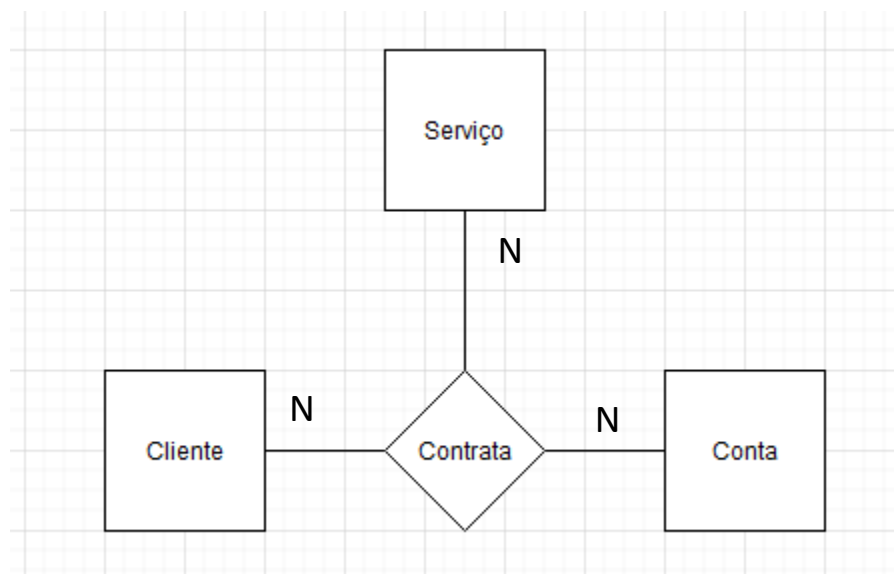 Serviço
N
N
N
Cliente
Contrata
Conta